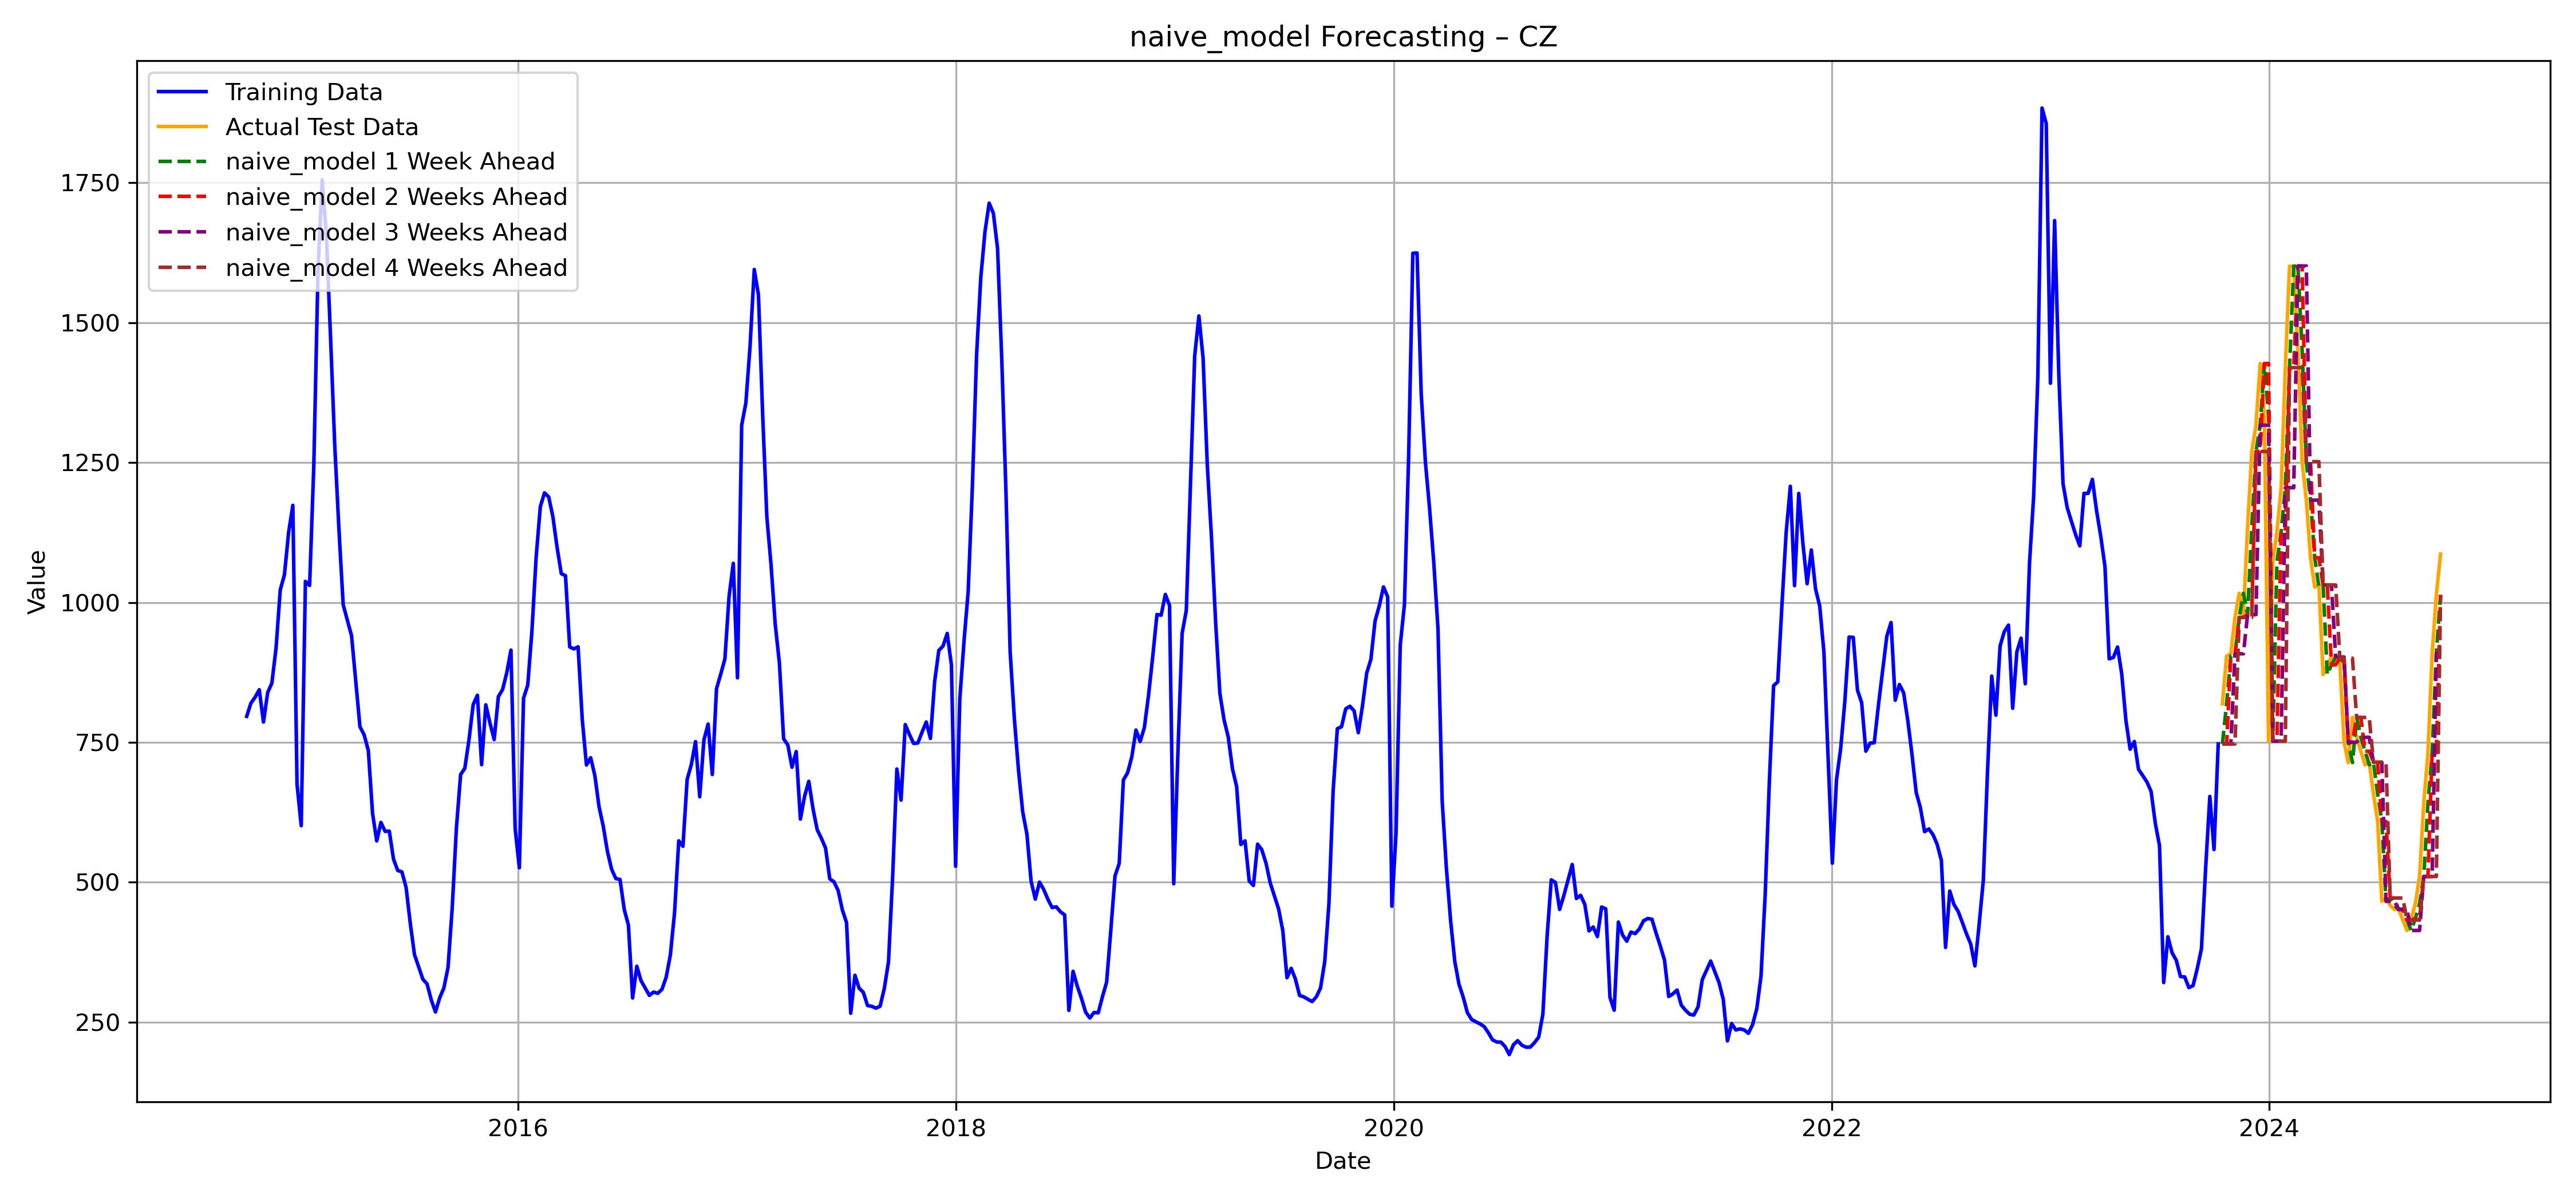 naive_model Forecasting – CZ
Training Data
Actual Test Data
naive_model 1 Week Ahead
naive_model 2 Weeks Ahead
naive_model 3 Weeks Ahead
naive_model 4 Weeks Ahead
Value
1750
1500
1250
1000
750
500
250
2016
2018
2020
2022
2024
Date